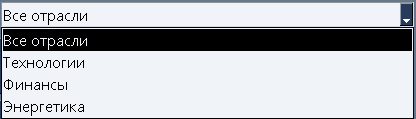 Все отрасли
Все отрасли
Технологии
Финансы
Энергетика